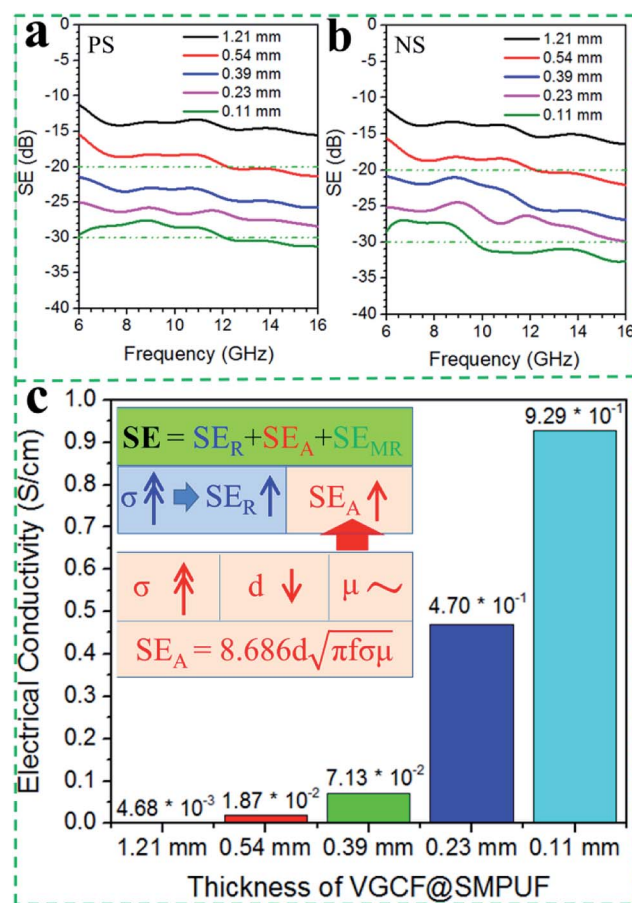 a PS
1.21 mm
0.54 mm
0.39 mm
0.23 mm
0.11 mm
0
-5
-10
-15
-20
-25
-30
-35
-40
SE (dB)
6 8 10 12 14 16
Frequency (GHz)
b NS
1.21 mm
0.54 mm
0.39 mm
0.23 mm
0.11 mm
0
-5
-10
-15
-20
-25
-30
-35
-40
SE (dB)
6 8 10 12 14 16
Frequency (GHz)
c
1.0
0.9
0.8
0.7
0.6
0.5
0.4
0.3
0.2
0.1
0.0
Electrical Conductivity (S/cm)
SE = SE_R+SE_A+SE_MR
σ ↑ ➡ SE_R ↑ SE_A ↑
σ ↑ d ↓ μ ~
SE_A = 8.686d√πfσμ
4.68 * 10⁻³
1.87 * 10⁻²
7.13 * 10⁻²
4.70 * 10⁻¹
9.29 * 10⁻¹
1.21 mm 0.54 mm 0.39 mm 0.23 mm 0.11 mm
Thickness of VGCF@SMPUF